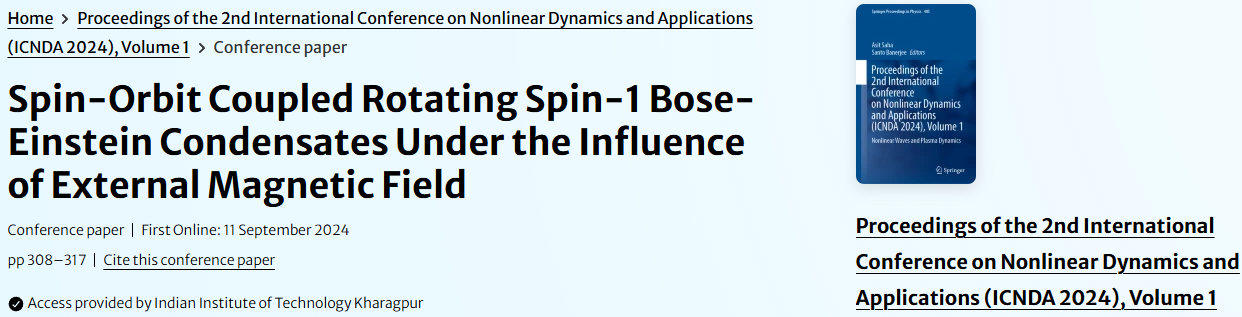 Home > Proceedings of the 2nd International Conference on Nonlinear Dynamics and Applications
(ICNDA 2024), Volume 1 > Conference paper
Spin-Orbit Coupled Rotating Spin-1 Bose-
Einstein Condensates Under the Influence
of External Magnetic Field
Conference paper | First Online: 11 September 2024
pp 308–317 | Cite this conference paper
Access provided by Indian Institute of Technology Kharagpur
Springer Proceedings in Physics
Asit Saha
Santo Banerjee Editors
Proceedings of the
2nd International
Conference
on Nonlinear Dynamics
and Applications
(ICNDA 2024), Volume 1
Nonlinear Waves and Plasma Dynamics
Springer
Proceedings of the 2nd International
Conference on Nonlinear Dynamics and
Applications (ICNDA 2024), Volume 1